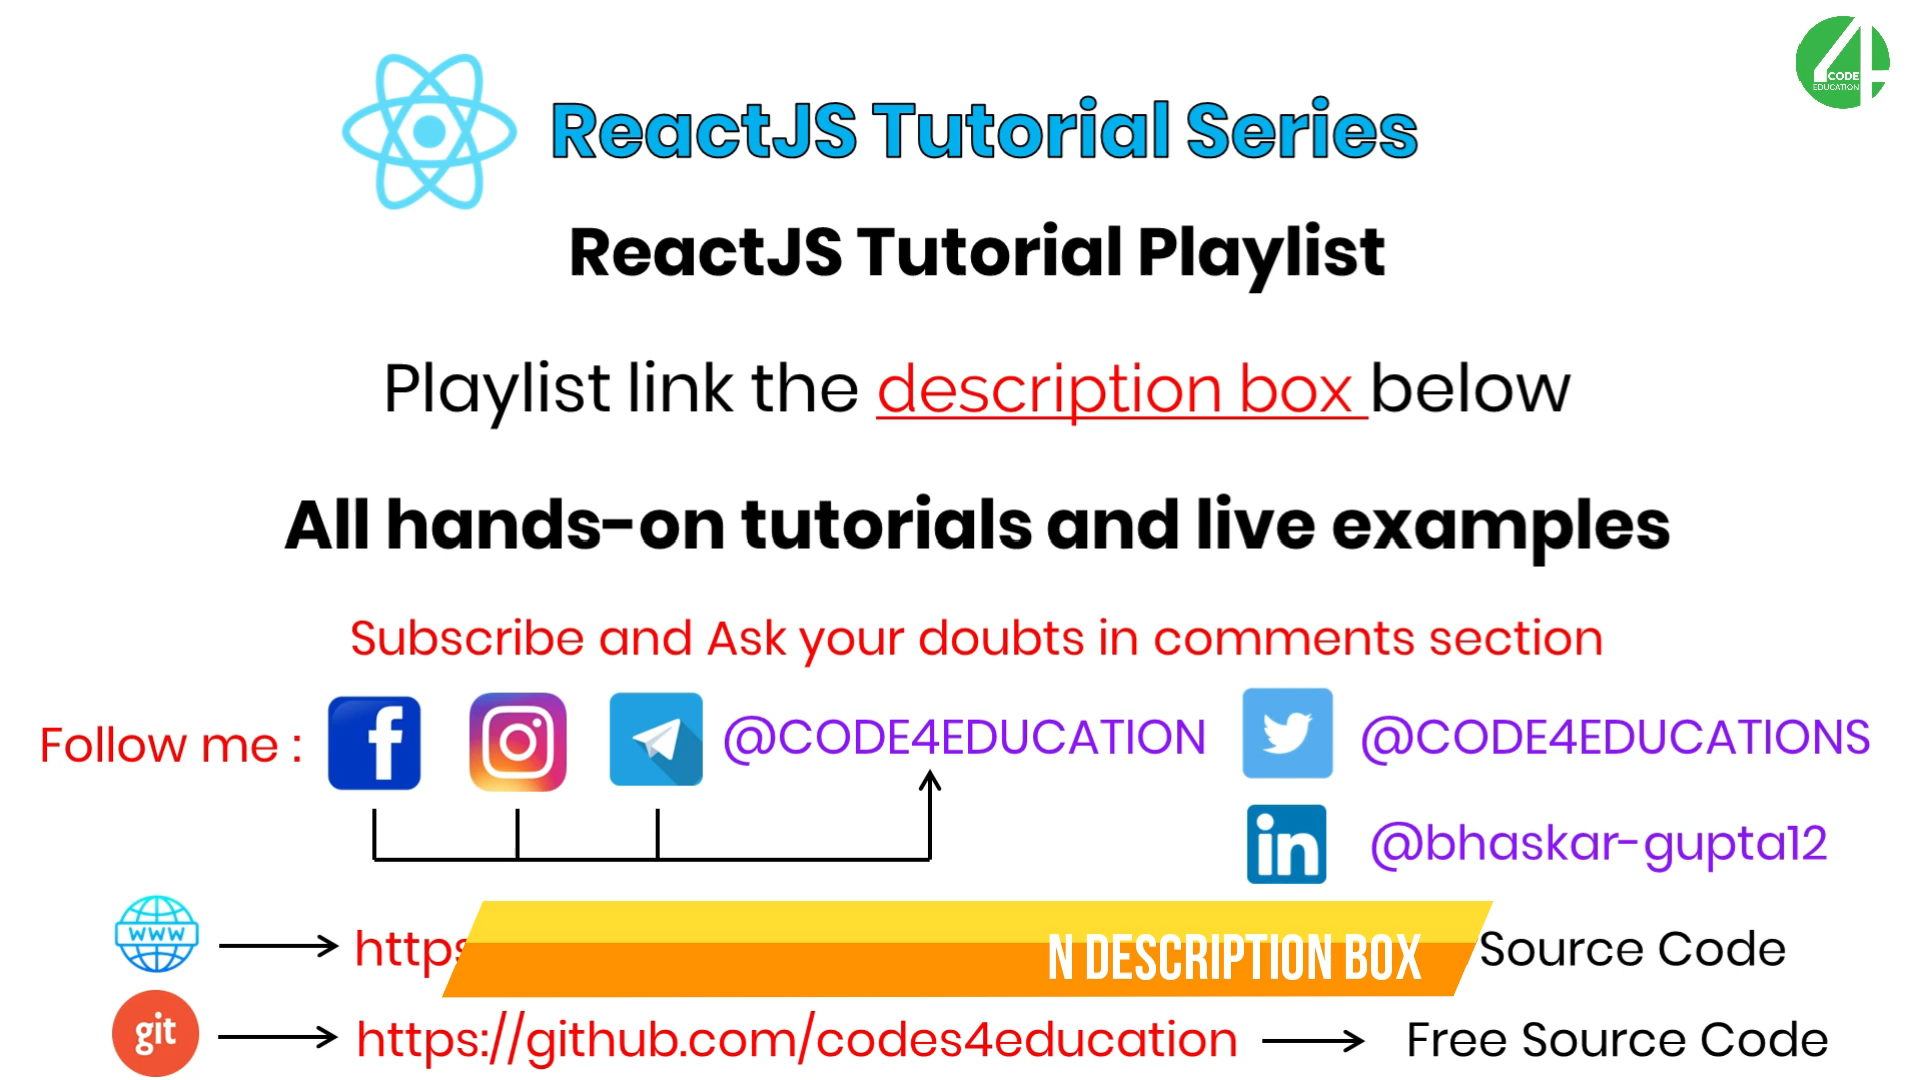 CODE
EDUCATION
ReactJS Tutorial Series
ReactJS Tutorial Playlist
Playlist link the description box below
All hands-on tutorials and live examples
Subscribe and Ask your doubts in comments section
Follow me : @CODE4EDUCATION @CODE4EDUCATIONS
in @bhaskar-gupta12
www https N DESCRIPTION BOX Source Code
git https://github.com/codes4education Free Source Code